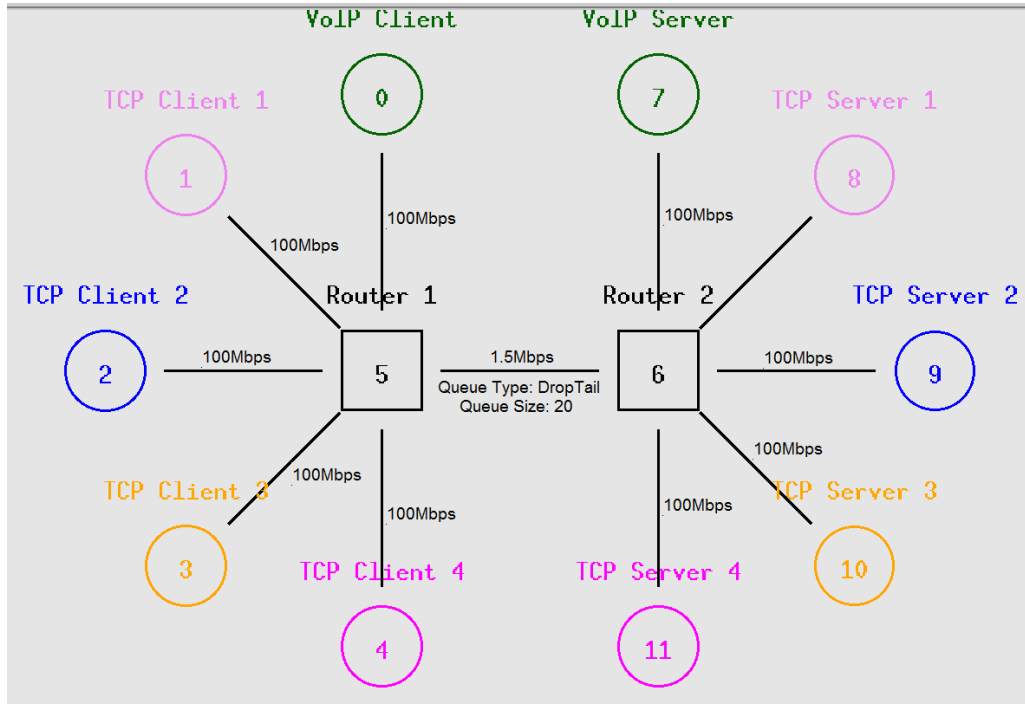 VoIP Client
VoIP Server
0
7
TCP Client 1
TCP Server 1
1
8
100Mbps
100Mbps
100Mbps
TCP Client 2
Router 1
Router 2
TCP Server 2
2
100Mbps
5
1.5Mbps
6
100Mbps
9
Queue Type: DropTail
Queue Size: 20
100Mbps
100Mbps
TCP Client 3
TCP Server 3
100Mbps
100Mbps
3
TCP Client 4
TCP Server 4
10
4
11